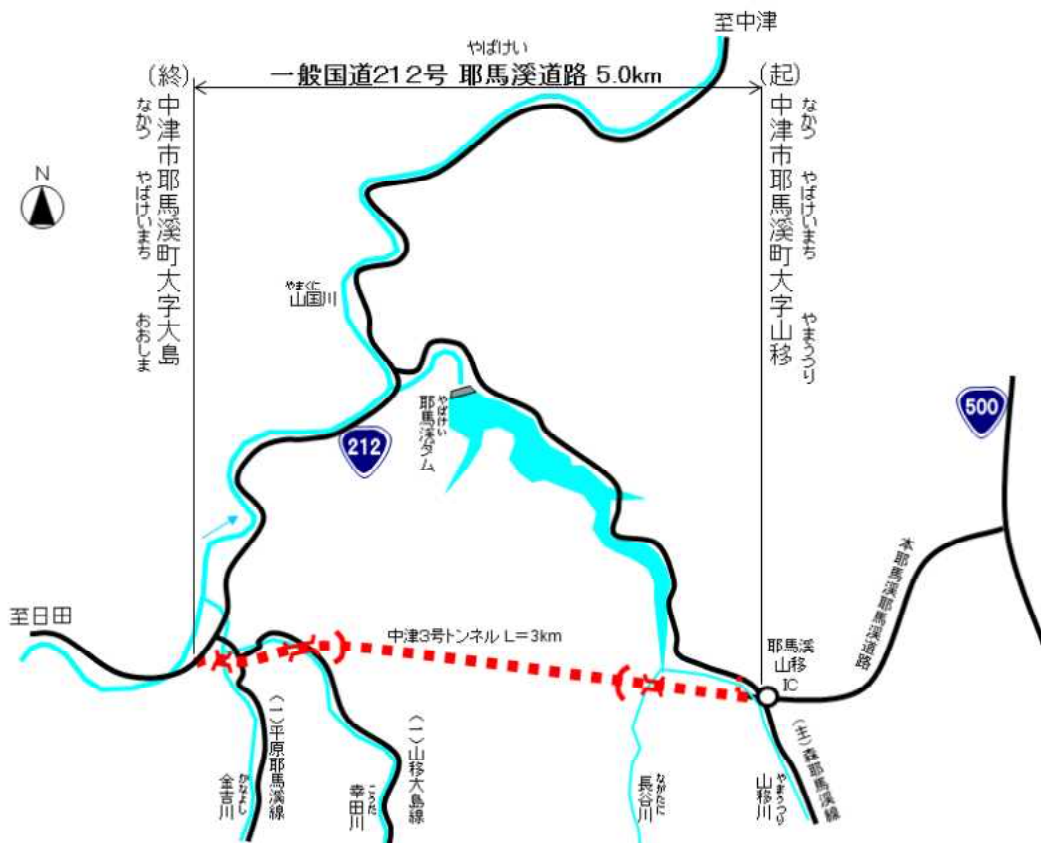 至中津
やばけい
一般国道212号 耶馬溪道路 5.0km
(終)
中津市耶馬溪町大字大島
なかつ やばけいまち おおしま
(起)
中津市耶馬溪町大字山移
なかつ やばけいまち やまうつり
N
やまくに
山国川
やばけい
耶馬溪ダム
212
500
本耶馬溪耶馬溪道路
至日田
中津3号トンネル L=3km
耶馬溪
山移
IC
(一)平原耶馬溪線
かなよし
金吉川
(一)山移大島線
こうた
幸田川
ながたに
長谷川
やまうつり
山移川
(主)森耶馬溪線